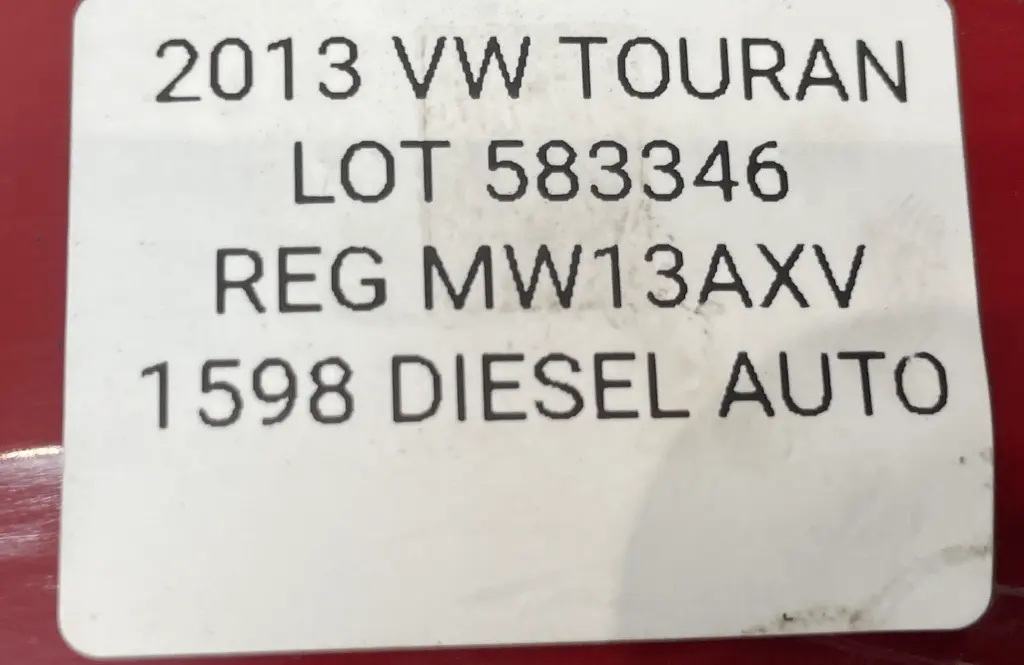 2013 VW TOURAN
LOT 583346
REG MW13AXV
1598 DIESEL AUTO